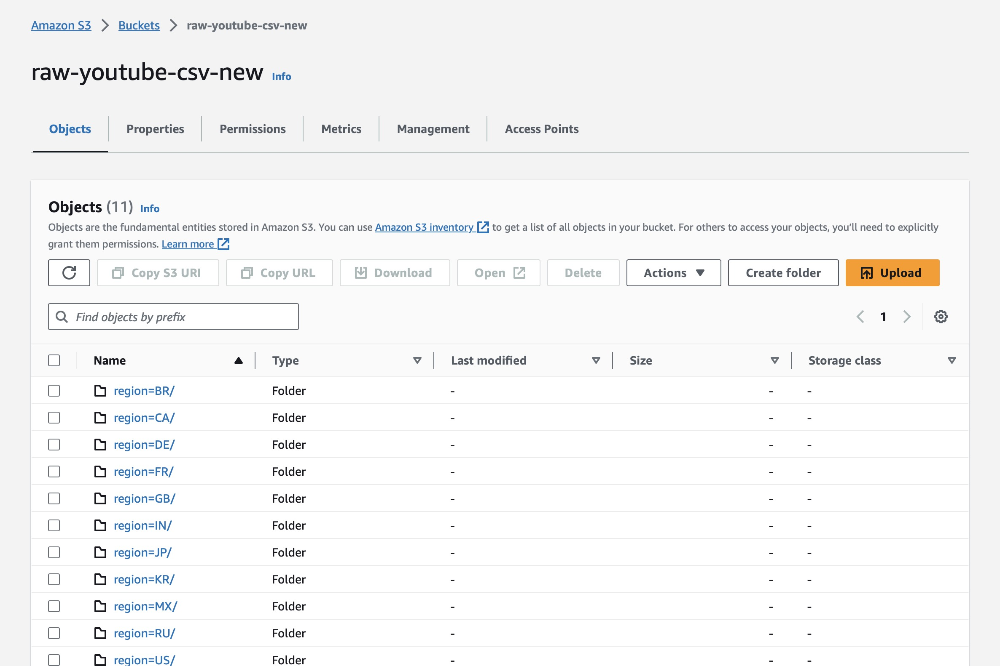 Amazon S3 > Buckets > raw-youtube-csv-new
raw-youtube-csv-new Info
Objects Properties Permissions Metrics Management Access Points
Objects (11) Info
Objects are the fundamental entities stored in Amazon S3. You can use Amazon S3 inventory to get a list of all objects in your bucket. For others to access your objects, you’ll need to explicitly
grant them permissions. Learn more
Copy S3 URI Copy URL Download Open Delete Actions Create folder Upload
Find objects by prefix 1
Name Type Last modified Size Storage class
region=BR/ Folder - - -
region=CA/ Folder - - -
region=DE/ Folder - - -
region=FR/ Folder - - -
region=GB/ Folder - - -
region=IN/ Folder - - -
region=JP/ Folder - - -
region=KR/ Folder - - -
region=MX/ Folder - - -
region=RU/ Folder - - -
region=US/ Folder - - -